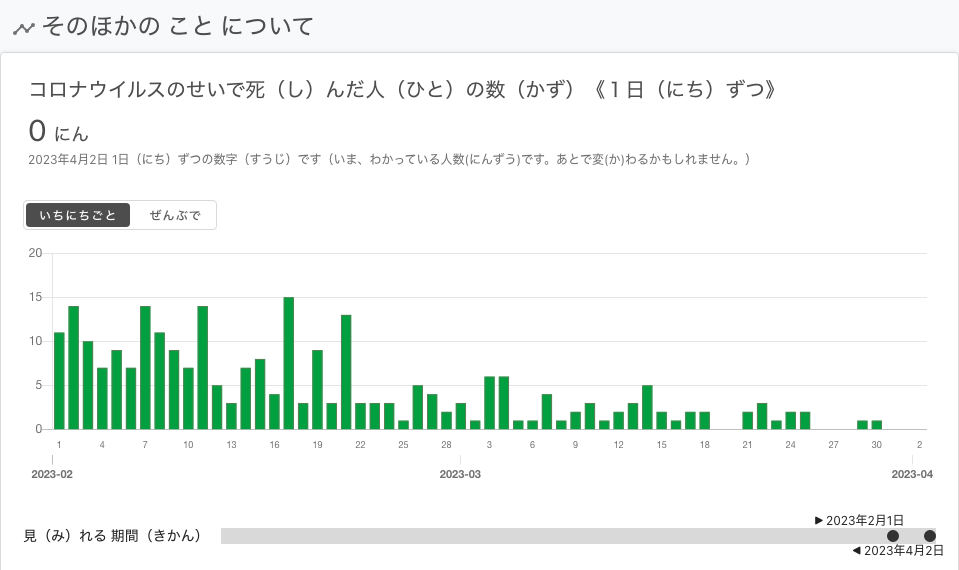 そのほかの こと について
コロナウイルスのせいで死（し）んだ人（ひと）の数（かず）《１日（にち）ずつ》
0 にん
2023年4月2日 1日（にち）ずつの数字（すうじ）です（いま、わかっている人数(にんずう)です。あとで変(か)わるかもしれません。）
いちにちごと ぜんぶで
20
15
10
5
0
1 4 7 10 13 16 19 22 25 28 3 6 9 12 15 18 21 24 27 30 2
2023-02 2023-03 2023-04
▶ 2023年2月1日
見（み）れる 期間（きかん）
◀ 2023年4月2日